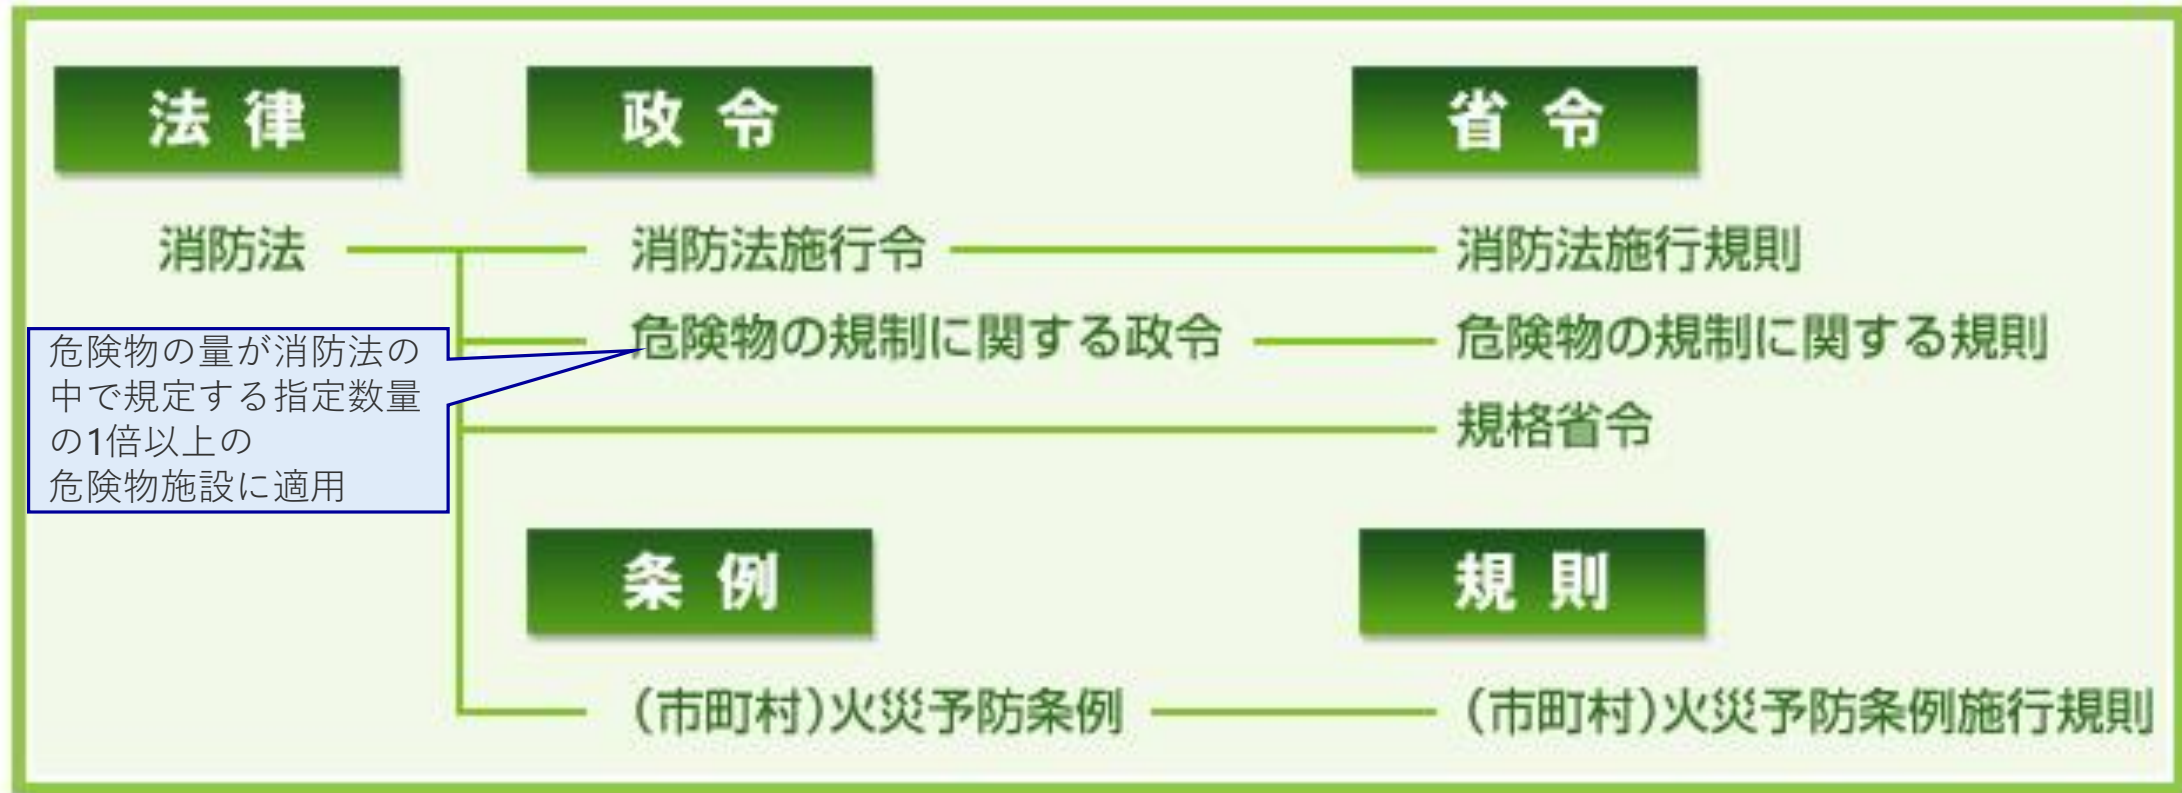 法律
政令
省令
消防法
消防法施行令
消防法施行規則
危険物の規制に関する政令
危険物の規制に関する規則
規格省令
危険物の量が消防法の
中で規定する指定数量
の1倍以上の
危険物施設に適用
条例
規則
(市町村)火災予防条例
(市町村)火災予防条例施行規則